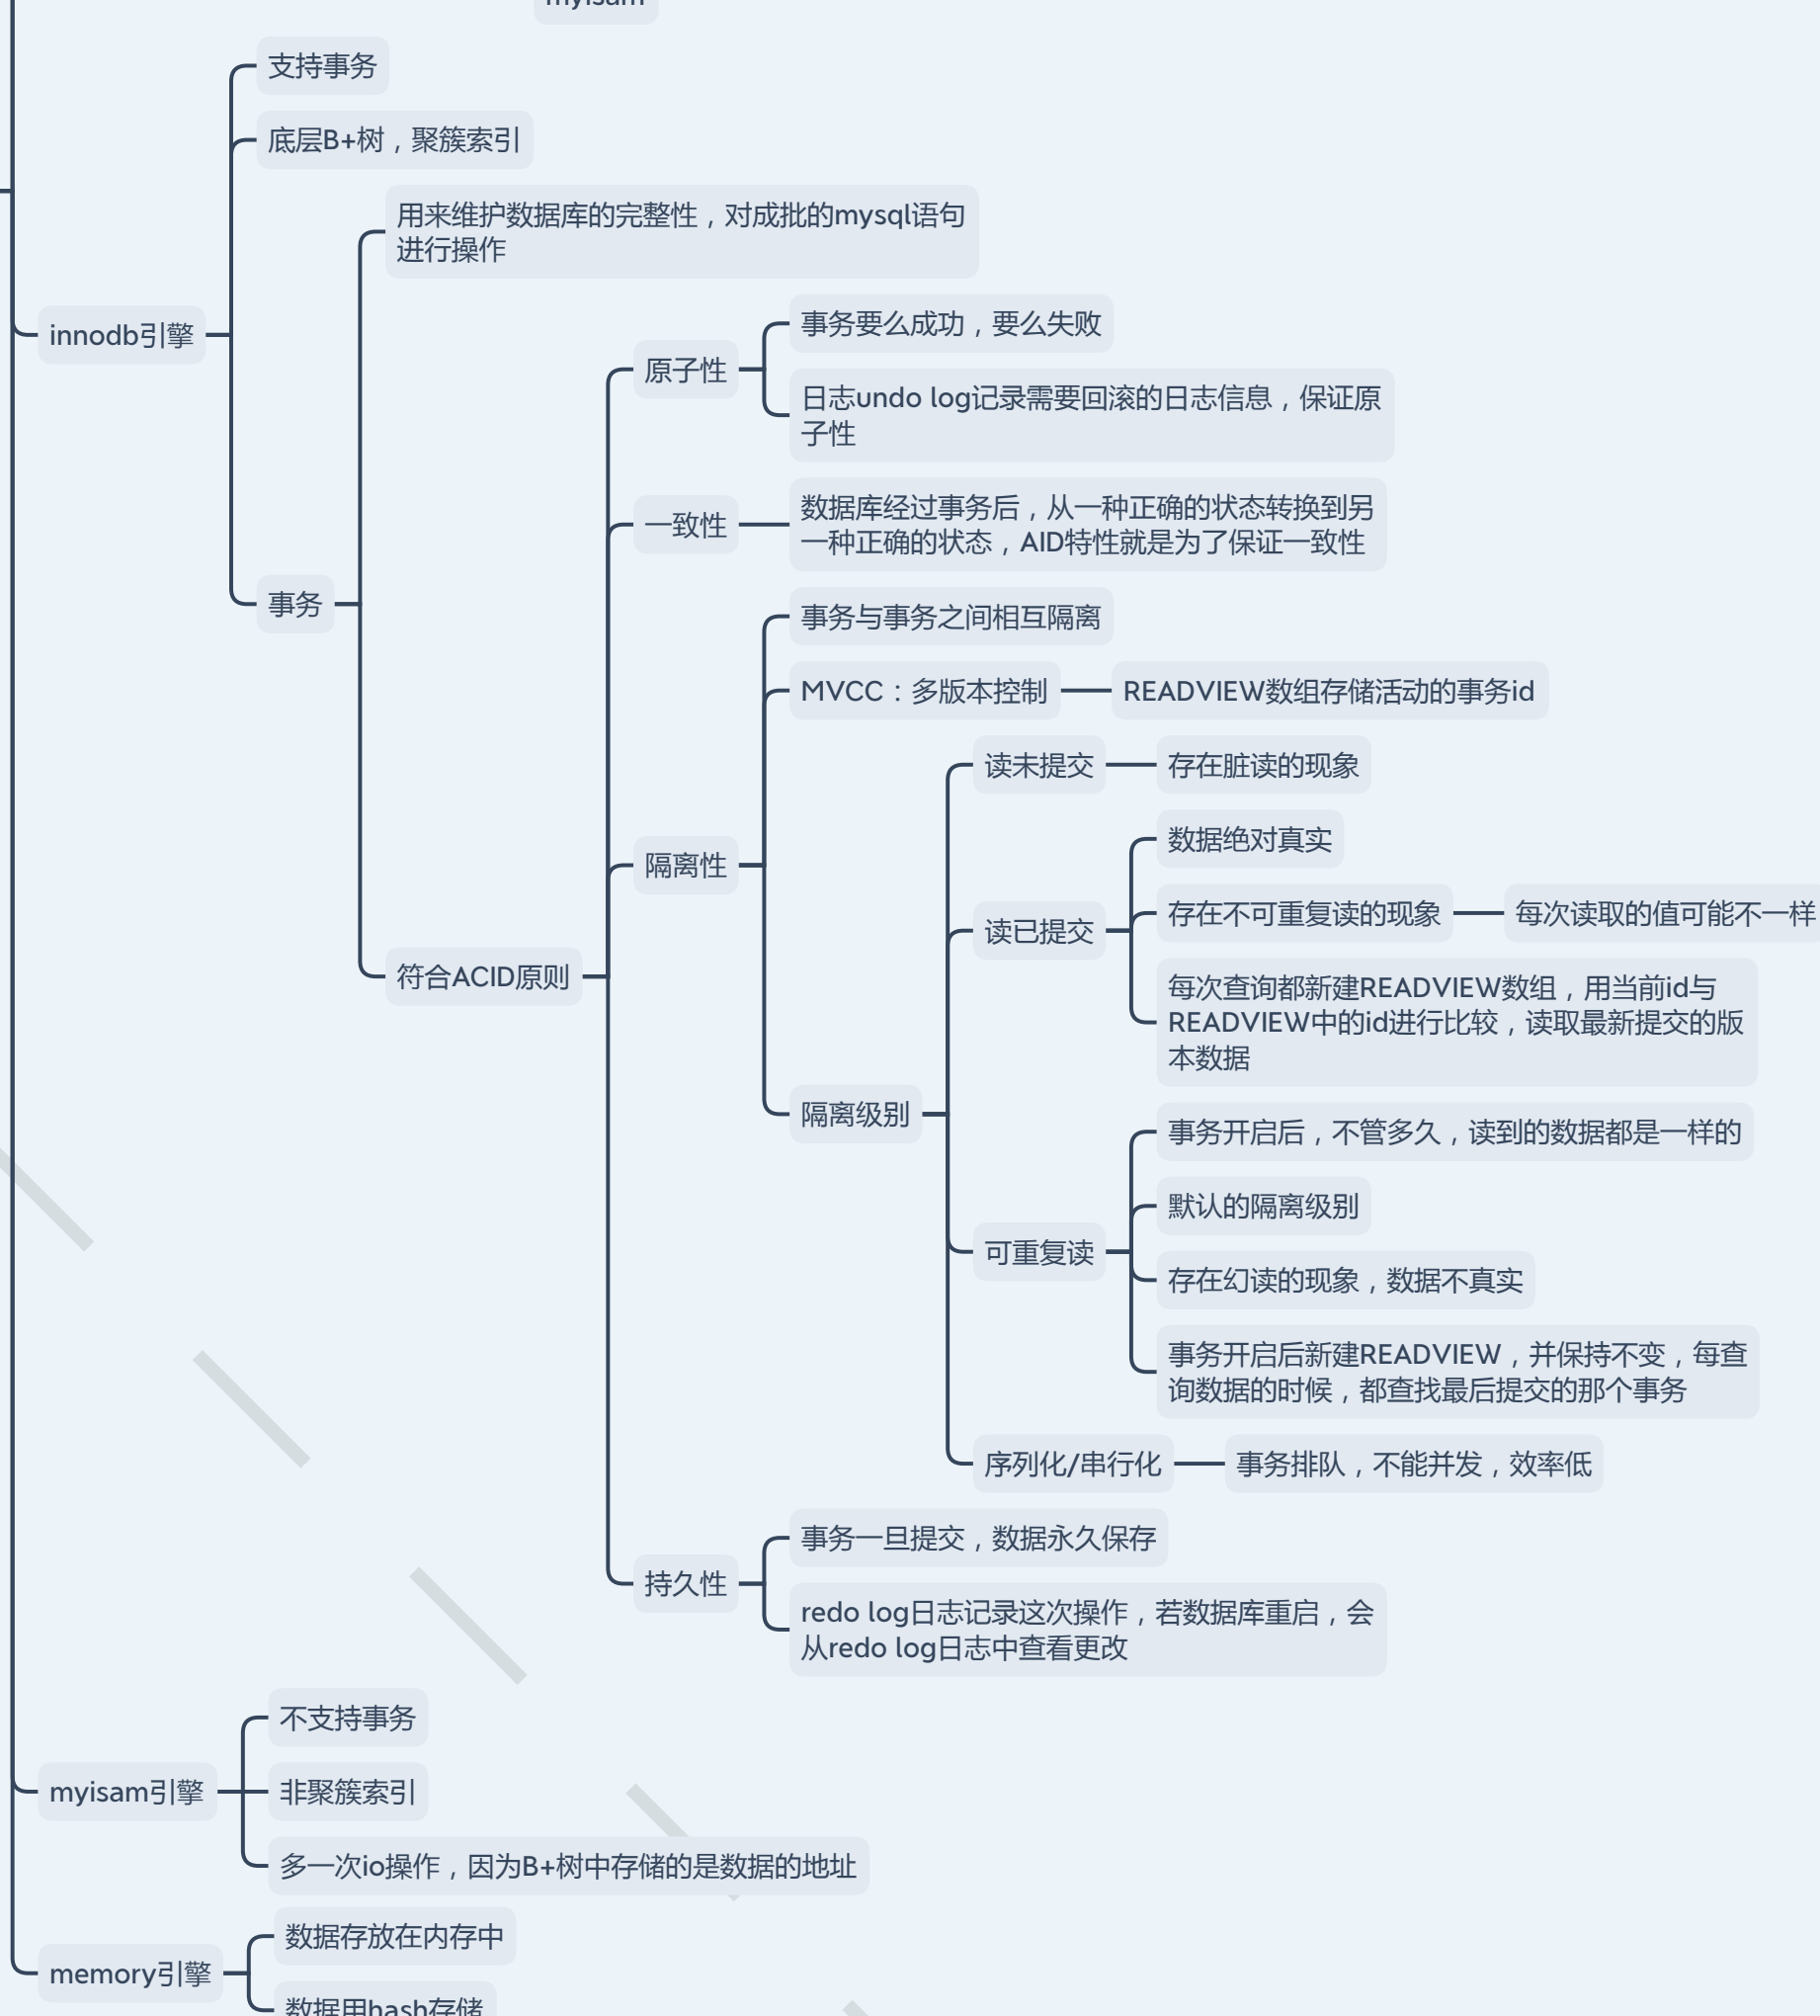 myisam
支持事务
底层B+树，聚簇索引
用来维护数据库的完整性，对成批的mysql语句
进行操作
innodb引擎
事务要么成功，要么失败
原子性
日志undo log记录需要回滚的日志信息，保证原
子性
一致性
数据库经过事务后，从一种正确的状态转换到另
一种正确的状态，AID特性就是为了保证一致性
事务
事务与事务之间相互隔离
MVCC：多版本控制
READVIEW数组存储活动的事务id
读未提交
存在脏读的现象
数据绝对真实
隔离性
读已提交
存在不可重复读的现象
每次读取的值可能不一样
符合ACID原则
每次查询都新建READVIEW数组，用当前id与
READVIEW中的id进行比较，读取最新提交的版
本数据
隔离级别
事务开启后，不管多久，读到的数据都是一样的
默认的隔离级别
可重复读
存在幻读的现象，数据不真实
事务开启后新建READVIEW，并保持不变，每查
询数据的时候，都查找最后提交的那个事务
序列化/串行化
事务排队，不能并发，效率低
事务一旦提交，数据永久保存
持久性
redo log日志记录这次操作，若数据库重启，会
从redo log日志中查看更改
不支持事务
myisam引擎
非聚簇索引
多一次io操作，因为B+树中存储的是数据的地址
数据存放在内存中
memory引擎
数据用hash存储